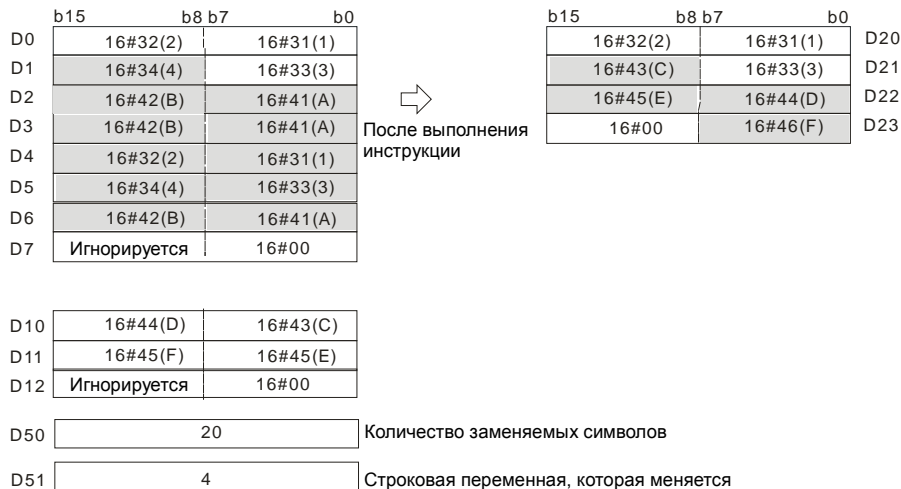 b15 b8 b7 b0
D0 16#32(2) 16#31(1)
D1 16#34(4) 16#33(3)
D2 16#42(B) 16#41(A)
D3 16#42(B) 16#41(A)
D4 16#32(2) 16#31(1)
D5 16#34(4) 16#33(3)
D6 16#42(B) 16#41(A)
D7 Игнорируется 16#00
После выполнения
инструкции
b15 b8 b7 b0
16#32(2) 16#31(1) D20
16#43(C) 16#33(3) D21
16#45(E) 16#44(D) D22
16#00 16#46(F) D23
D10 16#44(D) 16#43(C)
D11 16#45(F) 16#45(E)
D12 Игнорируется 16#00
D50 20 Количество заменяемых символов
D51 4 Строковая переменная, которая меняется